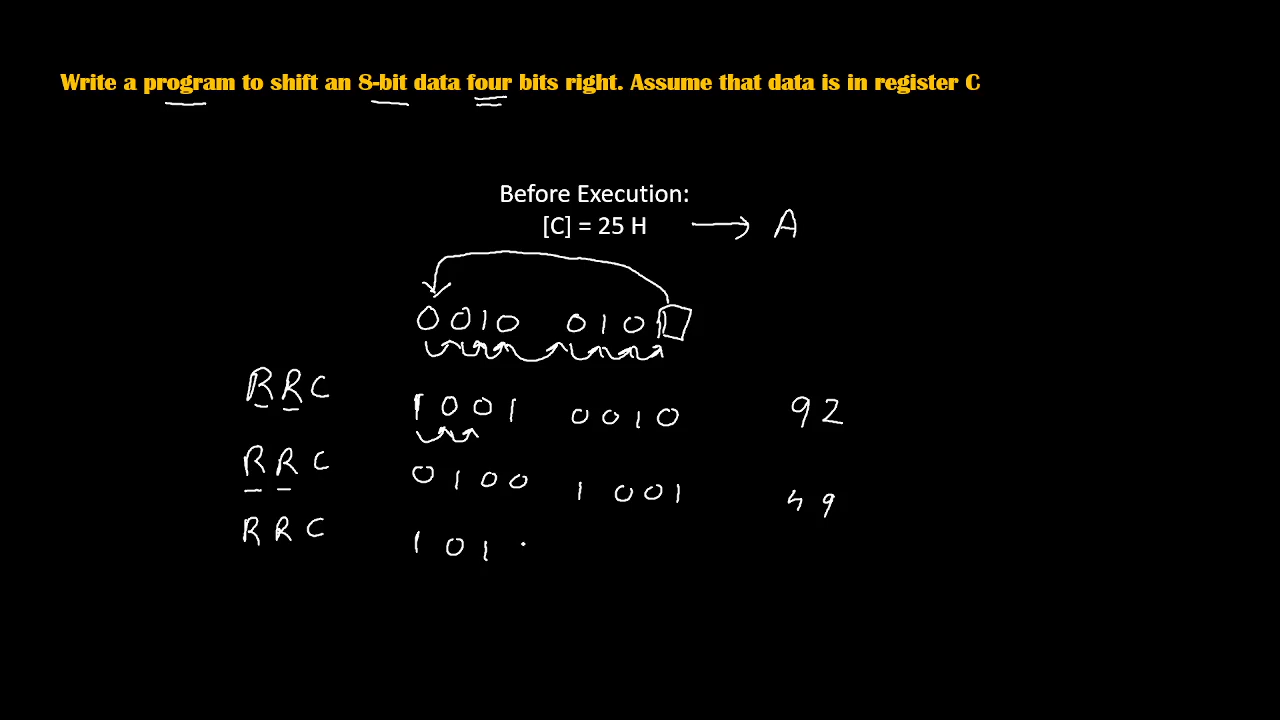 Write a program to shift an 8-bit data four bits right. Assume that data is in register C
Before Execution:
[C] = 25 H → A
0010 0101
RRC 1001 0010 92
RRC 0100 1001 49
RRC 101